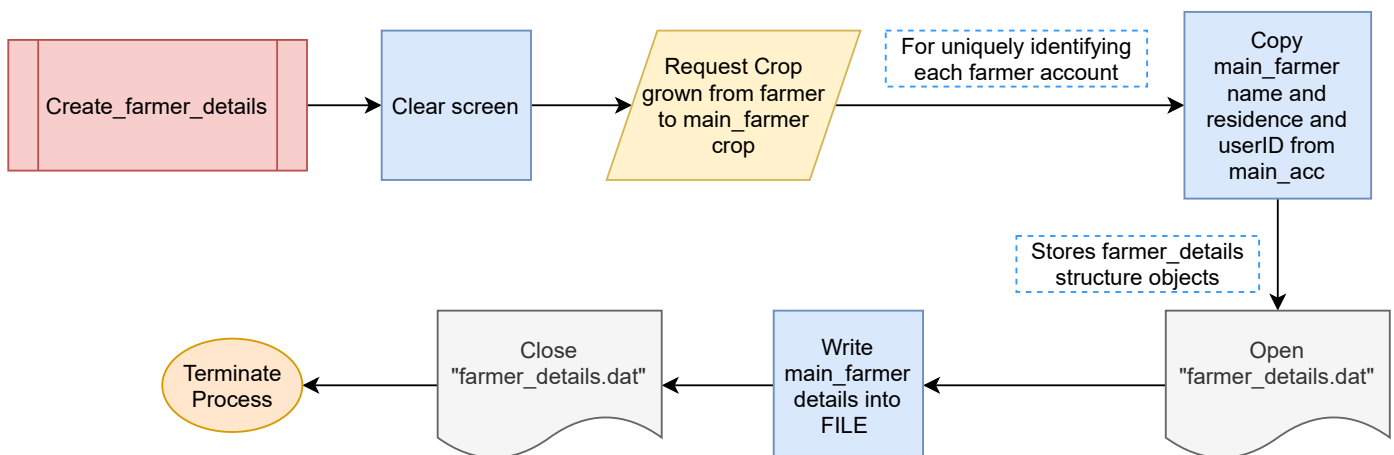 Create_farmer_details
Clear screen
Request Crop
grown from farmer
to main_farmer
crop
For uniquely identifying
each farmer account
Copy
main_farmer
name and
residence and
userID from
main_acc
Stores farmer_details
structure objects
Open
"farmer_details.dat"
Write
main_farmer
details into
FILE
Close
"farmer_details.dat"
Terminate
Process